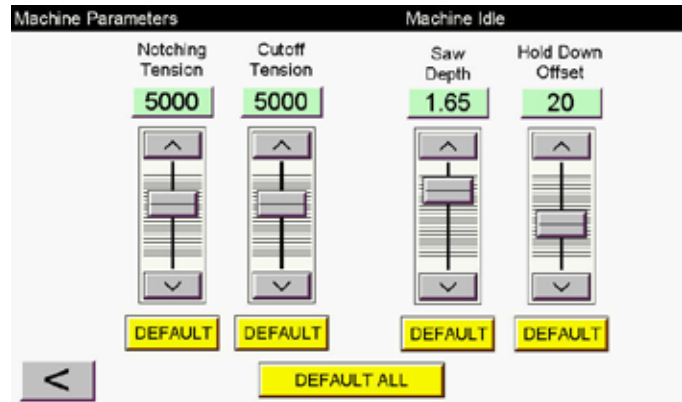 Machine Parameters
Machine Idle
Notching
Tension
Cutoff
Tension
Saw
Depth
Hold Down
Offset
5000
5000
1.65
20
DEFAULT
DEFAULT
DEFAULT
DEFAULT
<
DEFAULT ALL